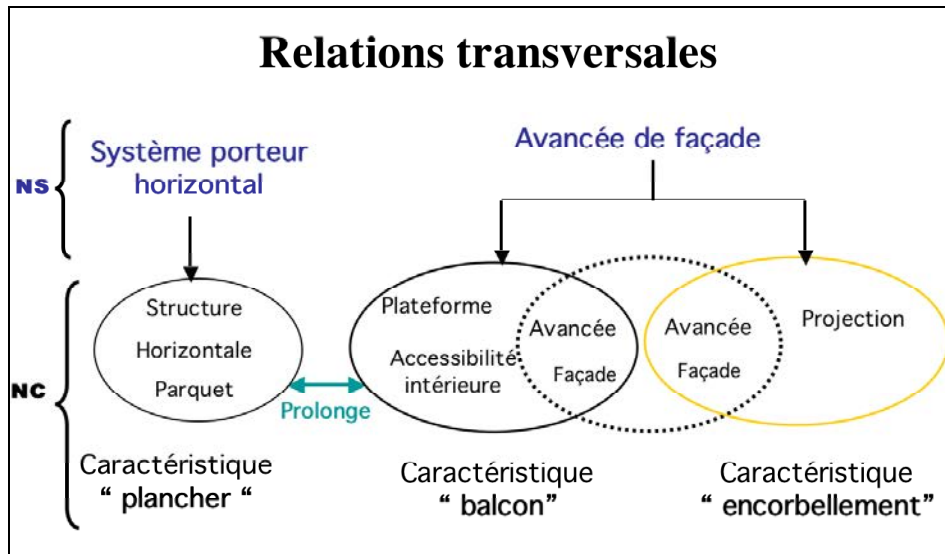 Relations transversales
NS
Système porteur
horizontal
Avancée de façade
NC
Structure
Horizontale
Parquet
Prolonge
Plateforme
Accessibilité
intérieure
Avancée
Façade
Avancée
Façade
Projection
Caractéristique
“ plancher “
Caractéristique
“ balcon”
Caractéristique
“ encorbellement”